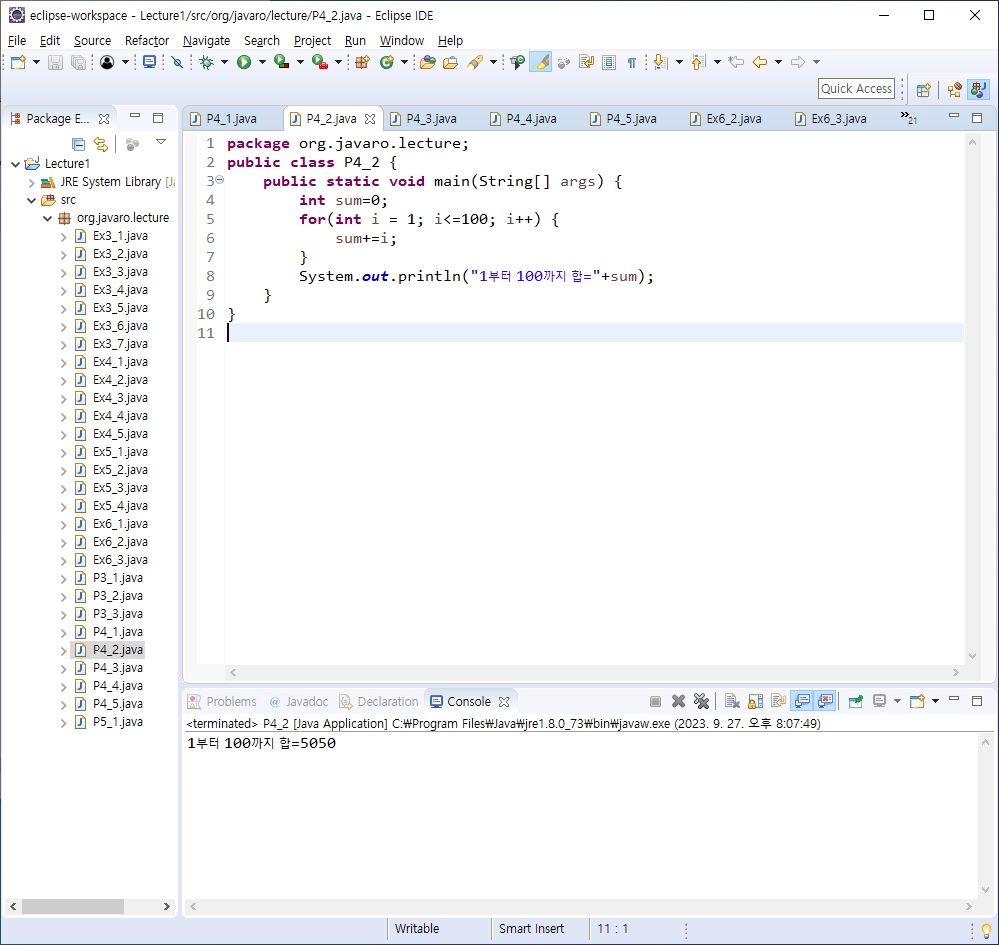 eclipse-workspace - Lecture1/src/org/javaro/lecture/P4_2.java - Eclipse IDE
File Edit Source Refactor Navigate Search Project Run Window Help
Quick Access
Package E...
P4_1.java P4_2.java P4_3.java P4_4.java P4_5.java Ex6_2.java Ex6_3.java »21
Lecture1
JRE System Library [Ja
src
org.javaro.lecture
Ex3_1.java
Ex3_2.java
Ex3_3.java
Ex3_4.java
Ex3_5.java
Ex3_6.java
Ex3_7.java
Ex4_1.java
Ex4_2.java
Ex4_3.java
Ex4_4.java
Ex4_5.java
Ex5_1.java
Ex5_2.java
Ex5_3.java
Ex5_4.java
Ex6_1.java
Ex6_2.java
Ex6_3.java
P3_1.java
P3_2.java
P3_3.java
P4_1.java
P4_2.java
P4_3.java
P4_4.java
P4_5.java
P5_1.java
1 package org.javaro.lecture;
2 public class P4_2 {
3 public static void main(String[] args) {
4 int sum=0;
5 for(int i = 1; i<=100; i++) {
6 sum+=i;
7 }
8 System.out.println("1부터 100까지 합="+sum);
9 }
10 }
11
Problems @ Javadoc Declaration Console
<terminated> P4_2 [Java Application] C:₩Program Files₩Java₩jre1.8.0_73₩bin₩javaw.exe (2023. 9. 27. 오후 8:07:49)
1부터 100까지 합=5050
Writable Smart Insert 11 : 1